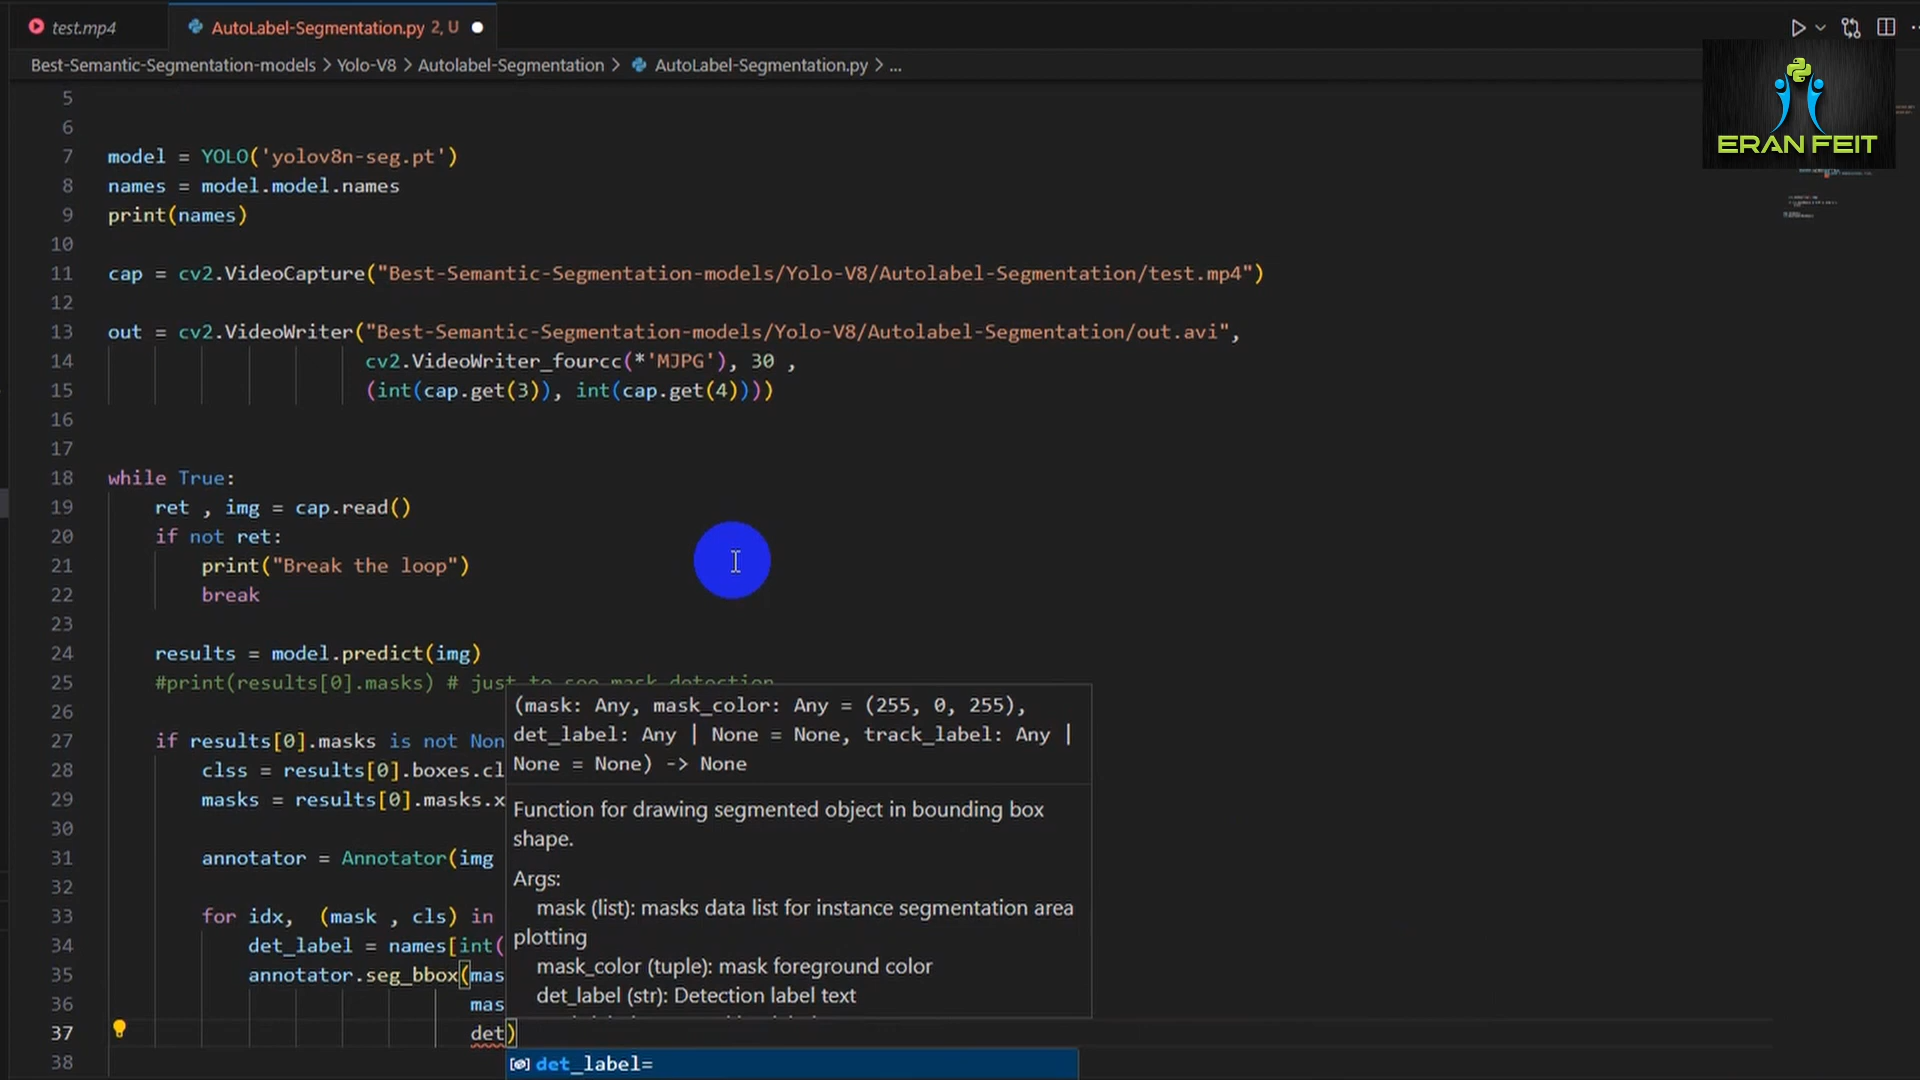 test.mp4
AutoLabel-Segmentation.py 2, U
Best-Semantic-Segmentation-models > Yolo-V8 > Autolabel-Segmentation > AutoLabel-Segmentation.py > ...
ERAN FEIT
5
6
7 model = YOLO('yolov8n-seg.pt')
8 names = model.model.names
9 print(names)
10
11 cap = cv2.VideoCapture("Best-Semantic-Segmentation-models/Yolo-V8/Autolabel-Segmentation/test.mp4")
12
13 out = cv2.VideoWriter("Best-Semantic-Segmentation-models/Yolo-V8/Autolabel-Segmentation/out.avi",
14 cv2.VideoWriter_fourcc(*'MJPG'), 30 ,
15 (int(cap.get(3)), int(cap.get(4))))
16
17
18 while True:
19 ret , img = cap.read()
20 if not ret:
21 print("Break the loop")
22 break
23
24 results = model.predict(img)
25 #print(results[0].masks) # just to see mask detection
26
27 if results[0].masks is not Non
28 clss = results[0].boxes.cl
29 masks = results[0].masks.x
30
31 annotator = Annotator(img
32
33 for idx, (mask , cls) in
34 det_label = names[int(
35 annotator.seg_bbox(mas
36 mas
37 det)
38
(mask: Any, mask_color: Any = (255, 0, 255),
det_label: Any | None = None, track_label: Any |
None = None) -> None
Function for drawing segmented object in bounding box
shape.
Args:
mask (list): masks data list for instance segmentation area
plotting
mask_color (tuple): mask foreground color
det_label (str): Detection label text
det_label=